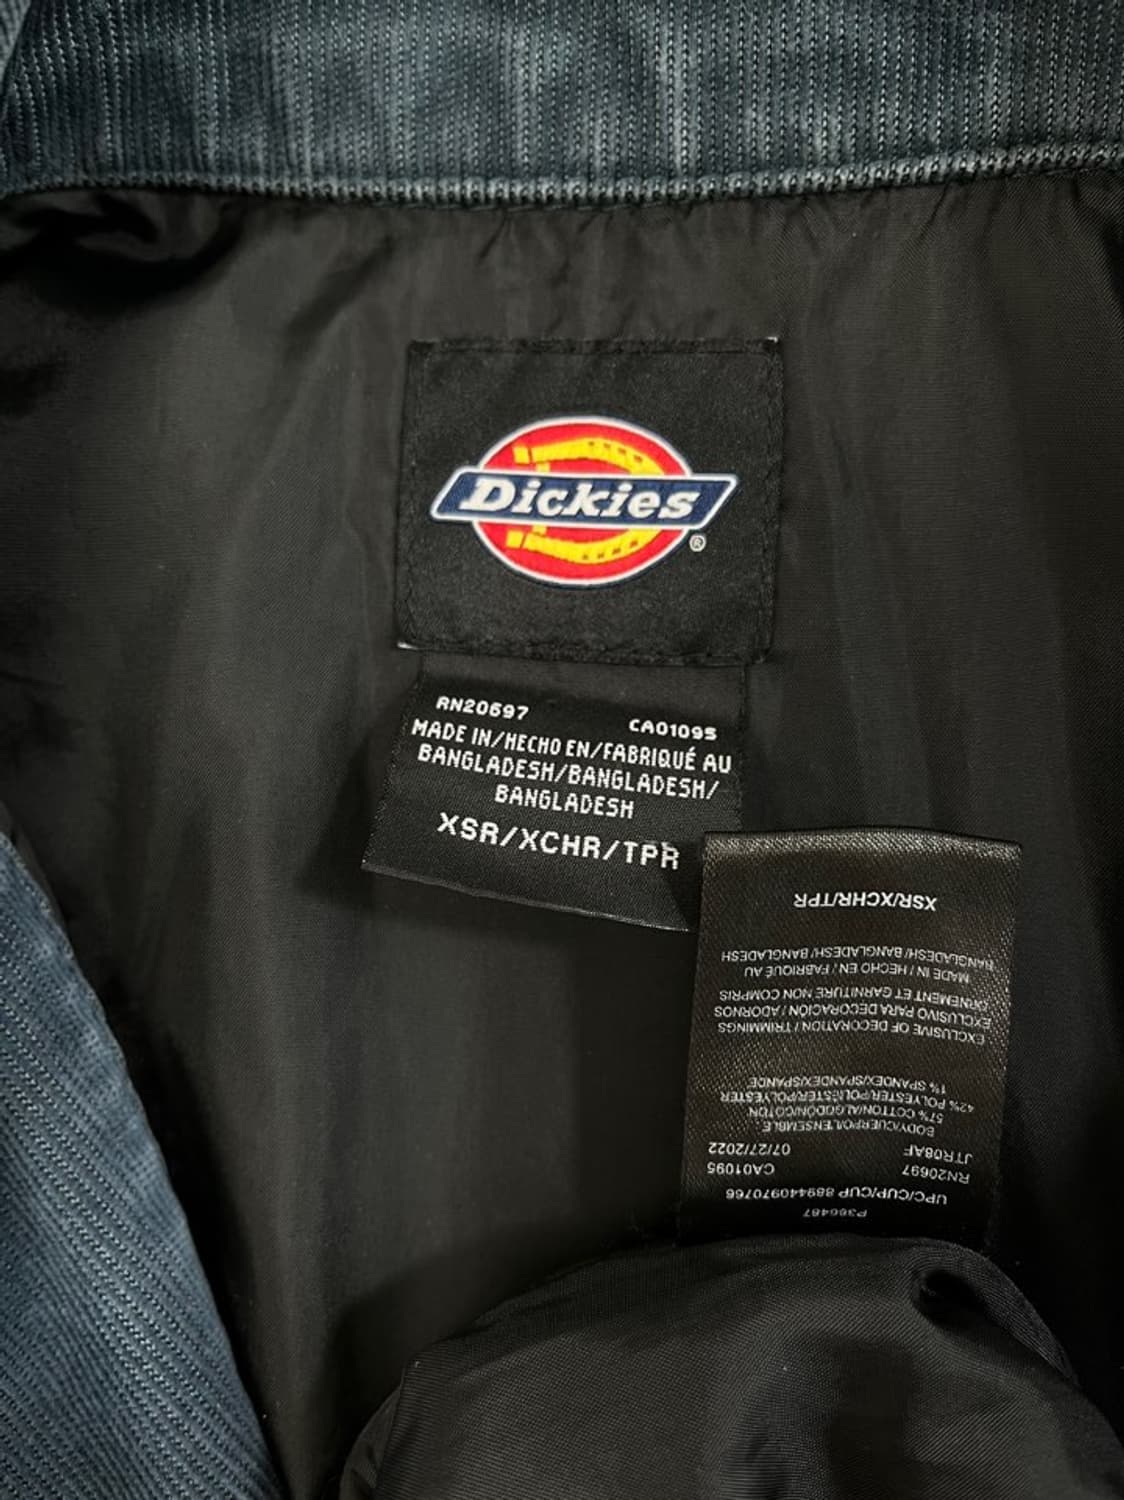 Dickies
®
RN20697 CA01095
MADE IN/HECHO EN/FABRIQUÉ AU
BANGLADESH/BANGLADESH/
BANGLADESH
XSR/XCHR/TPR
P366487
UPC/CUP/CUP 889440970766
RN20697 CA01095
JTR08AF 07/27/2022
BODY/CUERPO/L'ENSEMBLE
57% COTTON/ALGODÓN/COTON
42% POLYESTER/POLIÉSTER/POLYESTER
1% SPANDEX/SPANDEX/SPANDEX
EXCLUSIVE OF DECORATION / TRIMMINGS
EXCLUSIVO PARA DECORACIÓN / ADORNOS
ORNEMENT ET GARNITURE NON COMPRIS
MADE IN / HECHO EN / FABRIQUÉ AU
BANGLADESH/ BANGLADESH/ BANGLADESH
XSR/XCHR/TPR